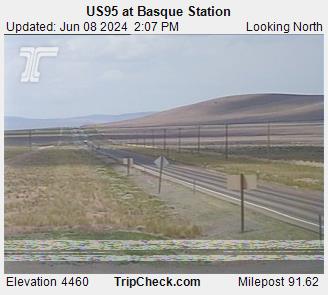 US95 at Basque Station
Updated: Jun 08 2024 2:07 PM Looking North
Elevation 4460 TripCheck.com Milepost 91.62